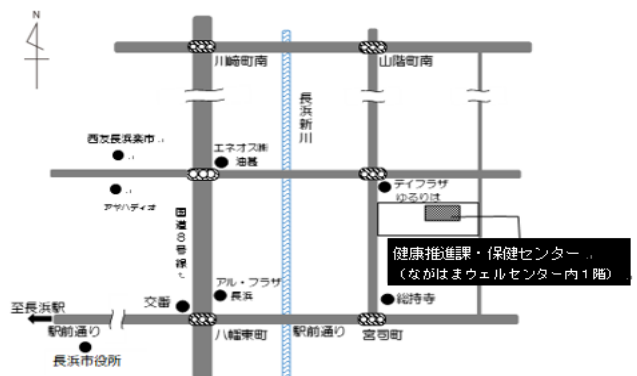 N
川崎町南
山階町南
長浜新川
西友長浜楽市
エネオス㈱
油甚
アヤハディオ
デイプラザ
ゆるりは
国道8号線
健康推進課・保健センター
（ながはまウェルセンター内１階）
アル・プラザ
長浜
交番
総持寺
至長浜駅
駅前通り
八幡東町
駅前通り
宮司町
長浜市役所